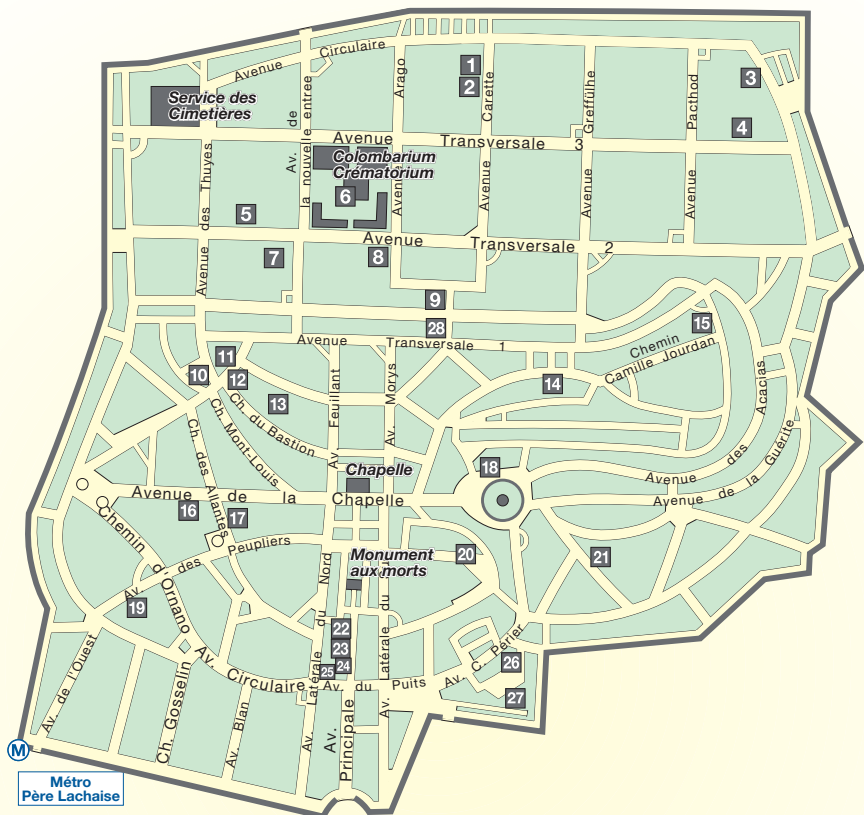 Avenue Circulaire
Service des
Cimetières
Av. de
la nouvelle entree
Arago
Avenue
1
2
Carette
Avenue
Greffülhe
Avenue
Pacthod
Avenue
3
4
Avenue Transversale 3
Colombarium
Crématorium
6
Avenue des Thuyes
5
7
8
Avenue Transversale 2
9
28
Avenue Transversale 1
15
Chemin
Camille Jourdan
11
10
12
13
14
Ch. du Bastion
Ch. Mont-Louis
Ch. des Allantes
Av. Feuillant
Av. Morys
Avenue des Acacias
Avenue de la Guérite
18
Chapelle
Avenue de la Chapelle
16
17
Chemin d'Ornano
Av. des Peupliers
Monument
aux morts
20
21
19
22
23
24
25
Av. Latérale du Nord
Av. Latérale du
Av. C. Périer
26
27
Av. de l'Ouest
Av. Circulaire
Av. du Puits
Ch. Gosselin
Av. Blan
Av. Principale
M
Métro
Père Lachaise